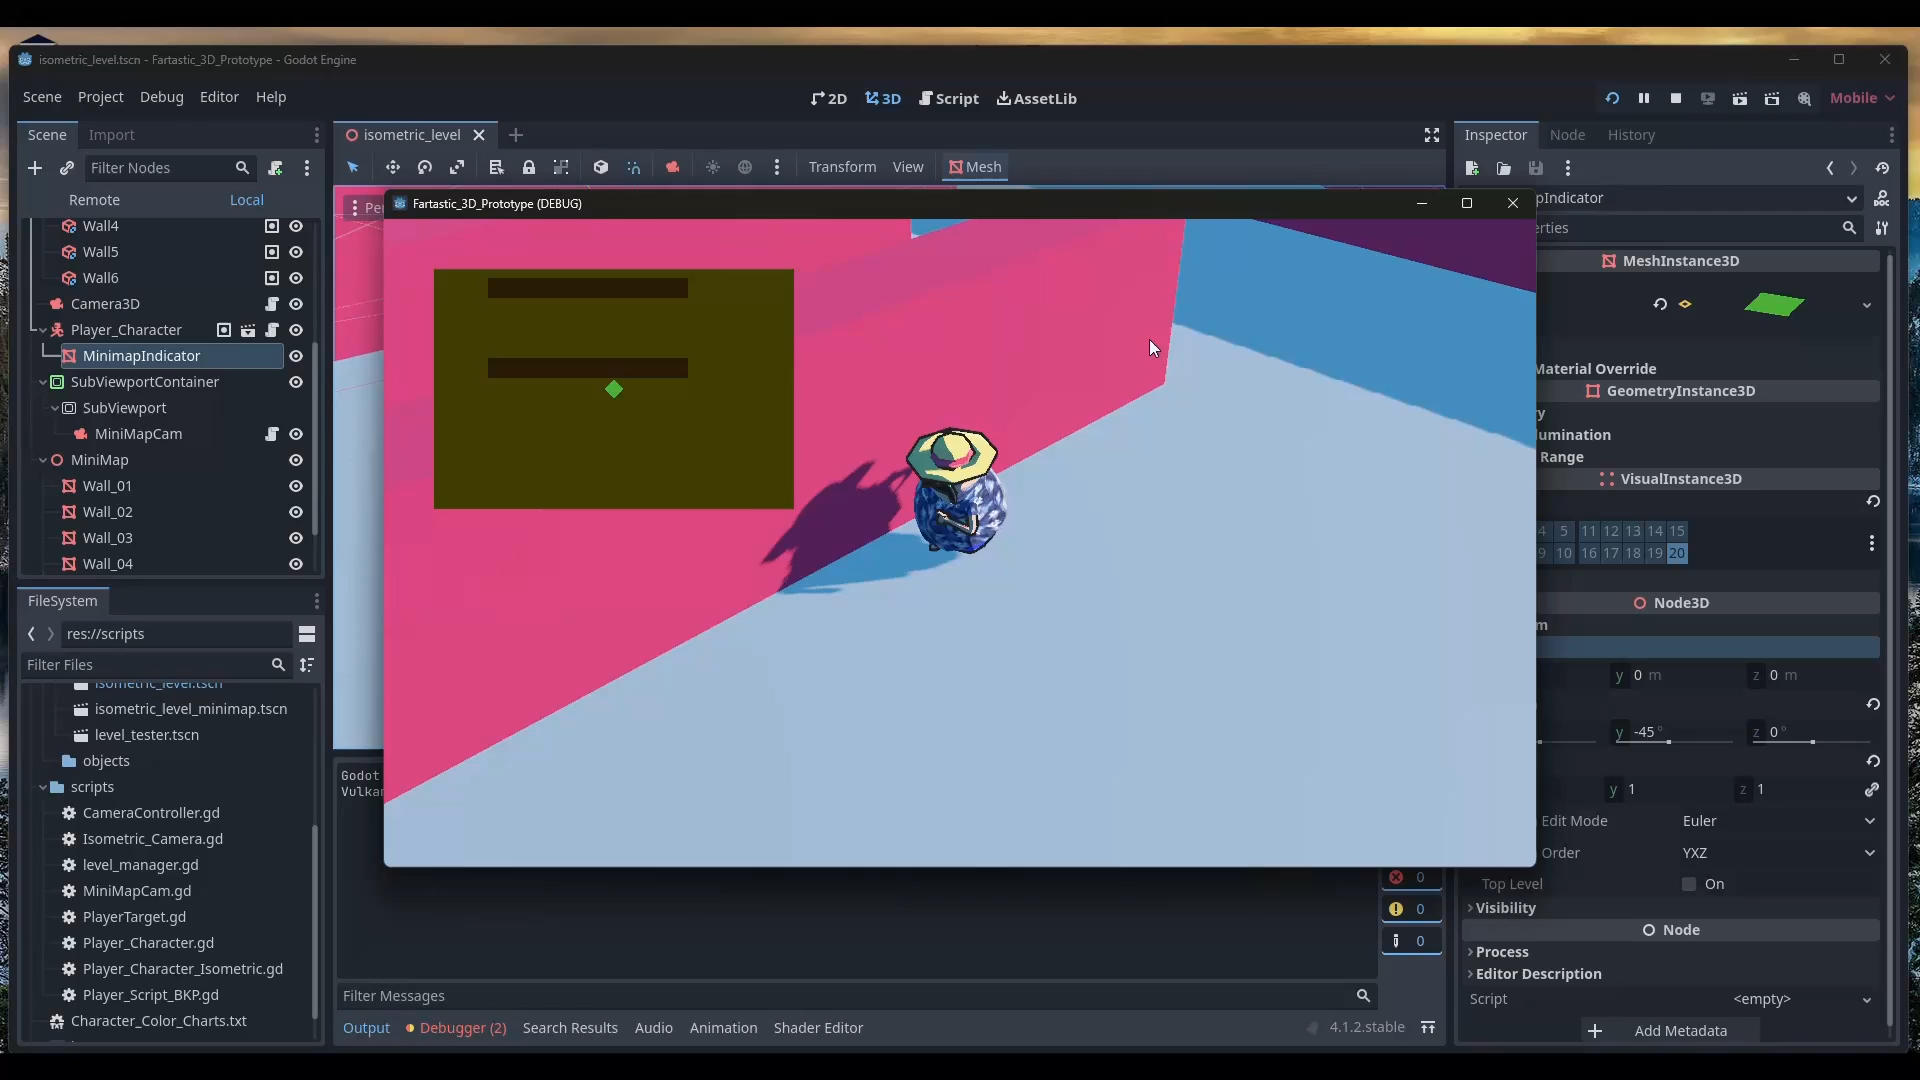 isometric_level.tscn - Fartastic_3D_Prototype - Godot Engine
Scene Project Debug Editor Help
2D 3D Script AssetLib
Mobile
Scene Import
isometric_level
Inspector Node History
Filter Nodes
Transform View Mesh
Remote Local
Wall4
Wall5
Wall6
Camera3D
Player_Character
MinimapIndicator
SubViewportContainer
SubViewport
MiniMapCam
MiniMap
Wall_01
Wall_02
Wall_03
Wall_04
FileSystem
res://scripts
Filter Files
isometric_level.tscn
isometric_level_minimap.tscn
level_tester.tscn
objects
scripts
CameraController.gd
Isometric_Camera.gd
level_manager.gd
MiniMapCam.gd
PlayerTarget.gd
Player_Character.gd
Player_Character_Isometric.gd
Player_Script_BKP.gd
Character_Color_Charts.txt
Per
Fartastic_3D_Prototype (DEBUG)
Godot
Vulkan
0
0
0
Filter Messages
Output Debugger (2) Search Results Audio Animation Shader Editor
4.1.2.stable
pIndicator
erties
MeshInstance3D
Material Override
GeometryInstance3D
ry
lumination
Range
VisualInstance3D
4 5 11 12 13 14 15
9 10 16 17 18 19 20
Node3D
m
y 0 m z 0 m
y -45 ° z 0 °
y 1 z 1
Edit Mode Euler
Order YXZ
Top Level On
Visibility
Node
Process
Editor Description
Script <empty>
Add Metadata